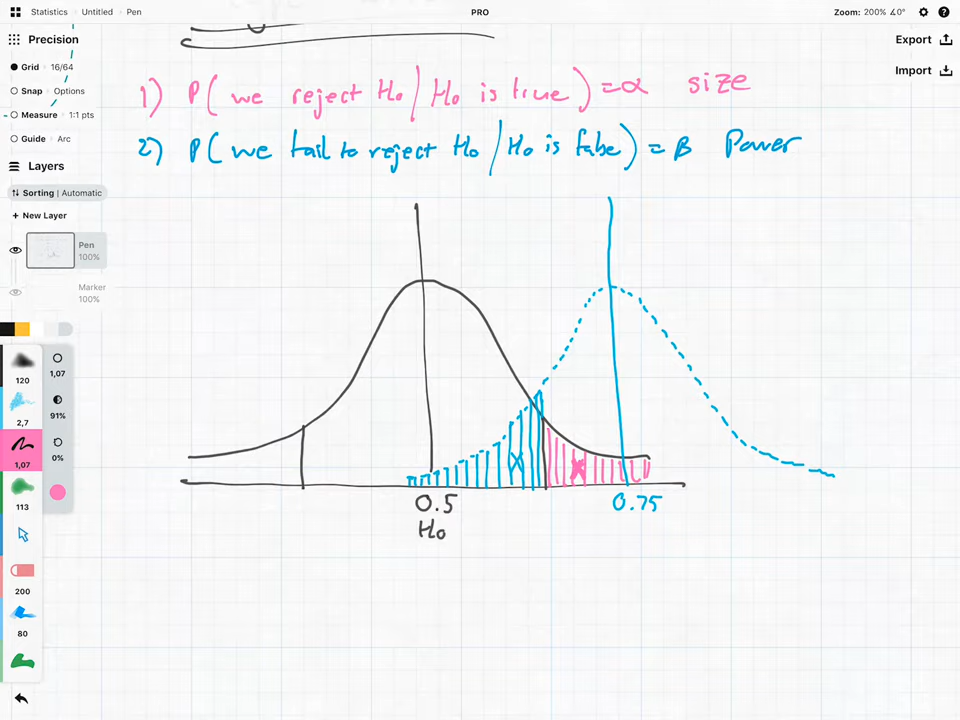 Statistics › Untitled › Pen
PRO
Zoom: 200% ∠0°
Precision
Export
Grid › 16/64
Import
Snap › Options
Measure › 1:1 pts
Guide › Arc
Layers
Sorting | Automatic
+ New Layer
Pen
100%
Marker
100%
120
2,7
1,07
113
200
80
1,07
91%
0%
1) P( we reject Ho / Ho is true ) = α size
2) P( we fail to reject Ho / Ho is false ) = β Power
0.5
Ho
0.75